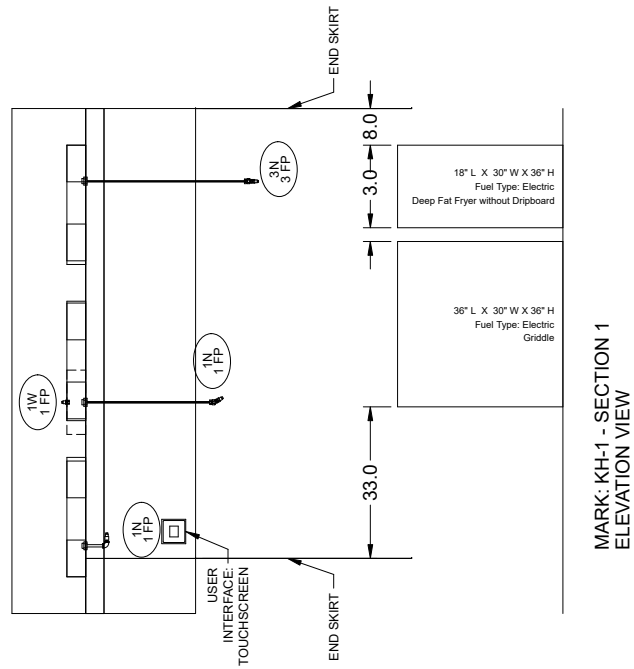 1W
1 FP
1N
1 FP
1N
1 FP
3N
3 FP
USER
INTERFACE:
TOUCHSCREEN
END SKIRT
END SKIRT
33.0
3.0
8.0
36" L X 30" W X 36" H
Fuel Type: Electric
Griddle
18" L X 30" W X 36" H
Fuel Type: Electric
Deep Fat Fryer without Dripboard
MARK: KH-1 - SECTION 1
ELEVATION VIEW